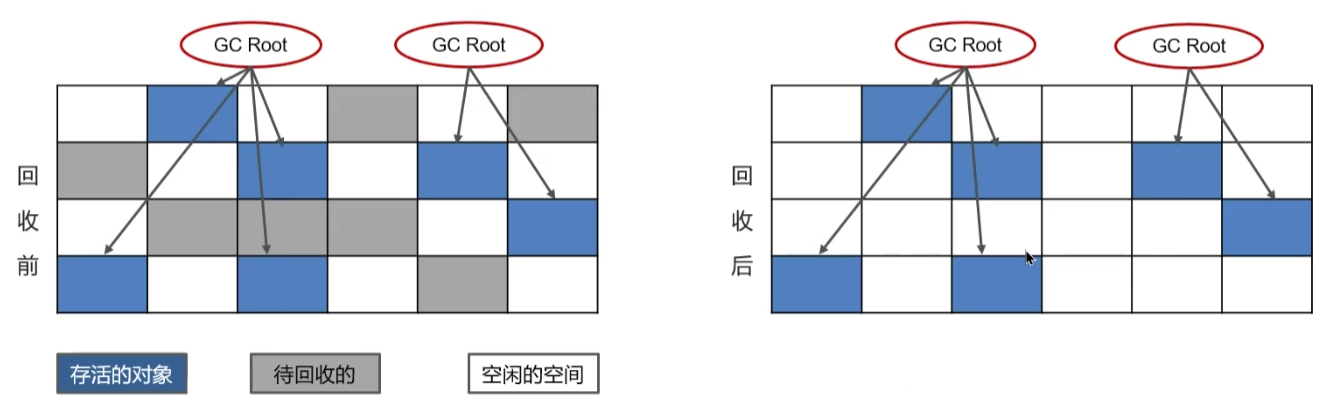 GC Root
GC Root
回收前
存活的对象
待回收的
空闲的空间
GC Root
GC Root
回收后